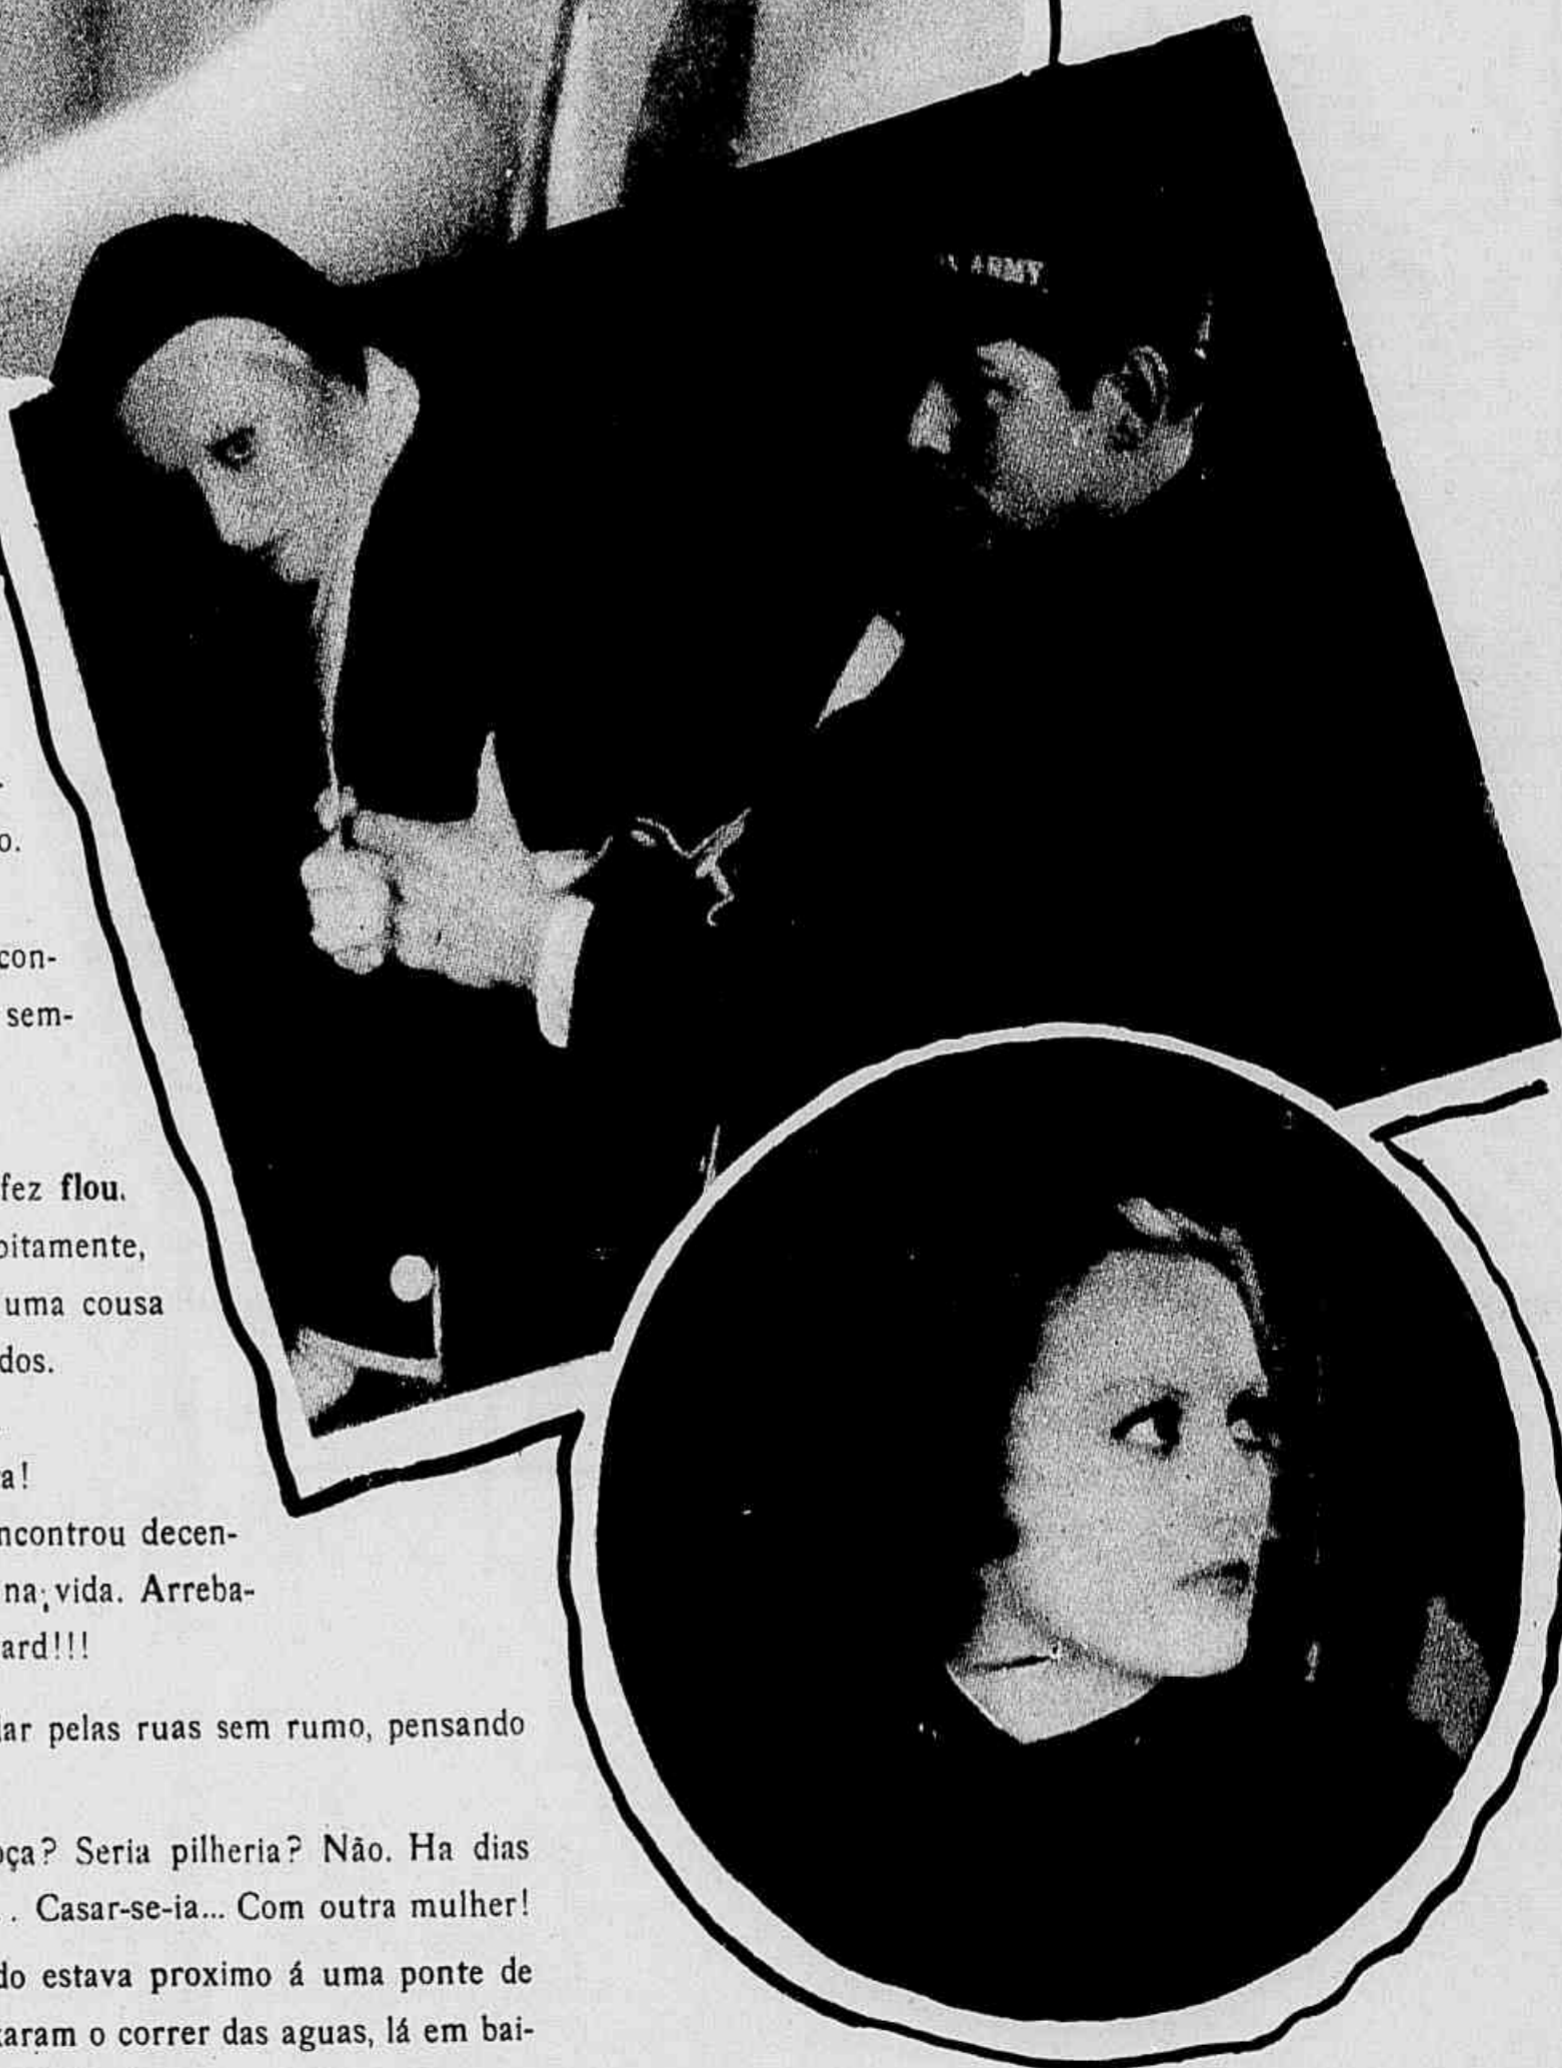 ARMY
o.
con-
sem-
fez flou.
bitamente,
uma cousa
dos.
a!
ncontrou decen-
na vida. Arreba-
ard!!!
lar pelas ruas sem rumo, pensando
oça? Seria pilheria? Não. Ha dias
. Casar-se-ia... Com outra mulher!
do estava proximo á uma ponte de
taram o correr das aguas, lá em bai-